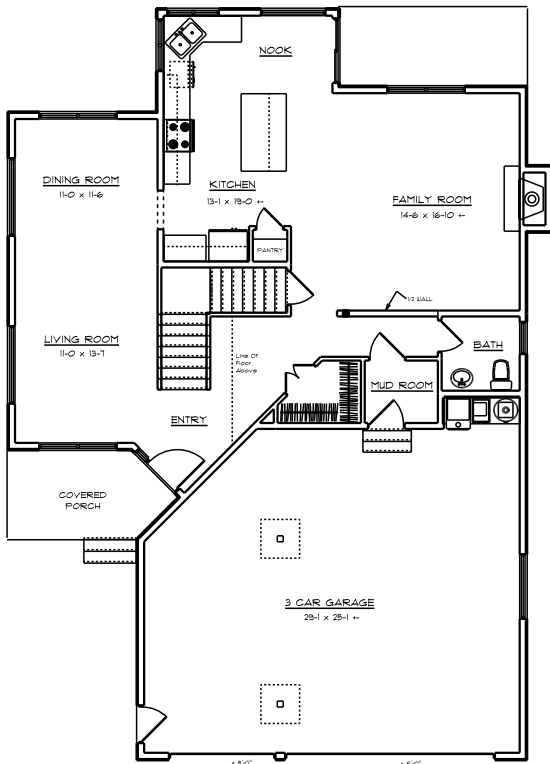 NOOK
DINING ROOM
11-0 x 11-6
KITCHEN
13-1 x 19-0 +-
FAMILY ROOM
14-6 x 16-10 +-
PANTRY
1/2 WALL
LIVING ROOM
11-0 x 13-7
Line Of
Floor
Above
BATH
MUD ROOM
ENTRY
COVERED
PORCH
3 CAR GARAGE
29-1 x 25-1 +-